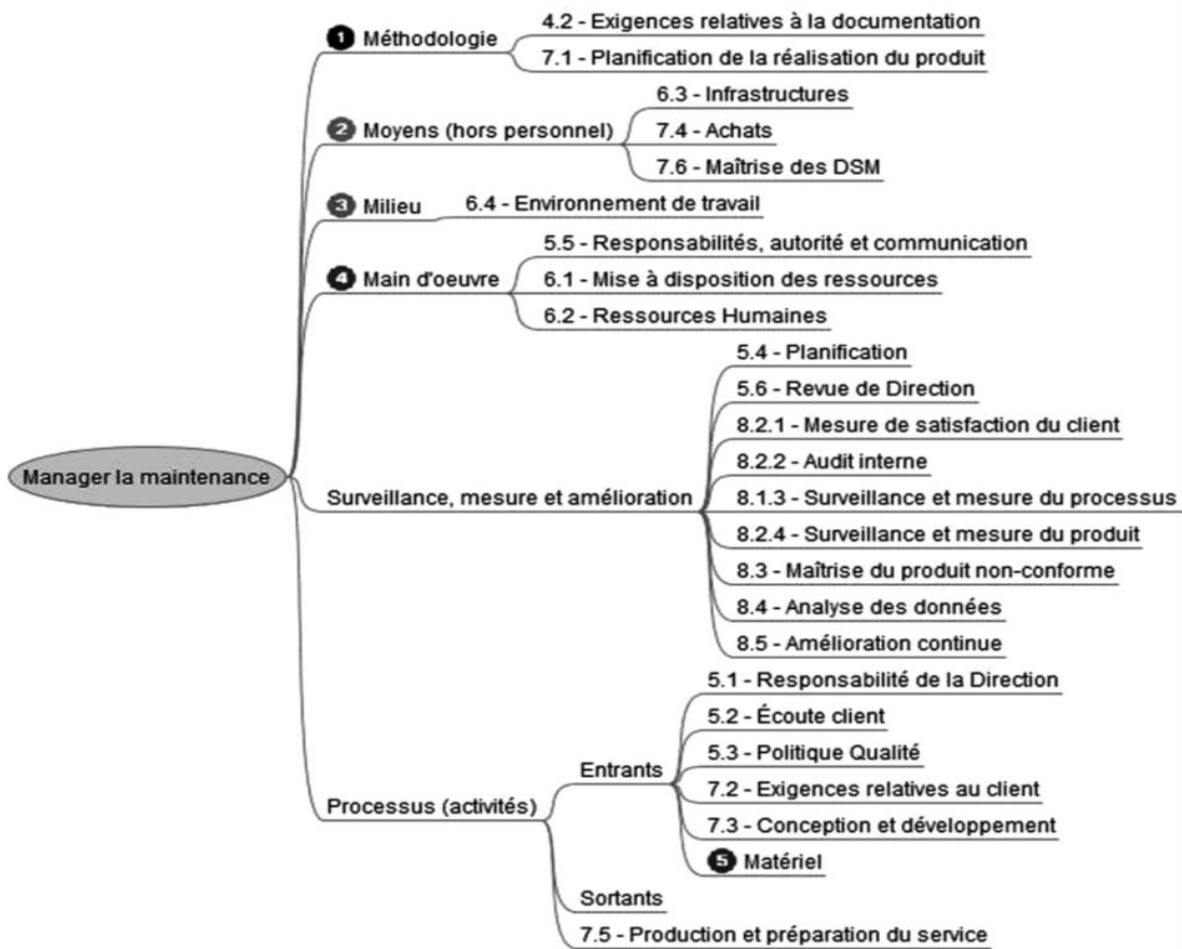 1 Méthodologie
4.2 - Exigences relatives à la documentation
7.1 - Planification de la réalisation du produit
2 Moyens (hors personnel)
6.3 - Infrastructures
7.4 - Achats
7.6 - Maîtrise des DSM
3 Milieu
6.4 - Environnement de travail
4 Main d'oeuvre
5.5 - Responsabilités, autorité et communication
6.1 - Mise à disposition des ressources
6.2 - Ressources Humaines
Manager la maintenance
Surveillance, mesure et amélioration
5.4 - Planification
5.6 - Revue de Direction
8.2.1 - Mesure de satisfaction du client
8.2.2 - Audit interne
8.1.3 - Surveillance et mesure du processus
8.2.4 - Surveillance et mesure du produit
8.3 - Maîtrise du produit non-conforme
8.4 - Analyse des données
8.5 - Amélioration continue
Processus (activités)
Entrants
5.1 - Responsabilité de la Direction
5.2 - Écoute client
5.3 - Politique Qualité
7.2 - Exigences relatives au client
7.3 - Conception et développement
5 Matériel
Sortants
7.5 - Production et préparation du service